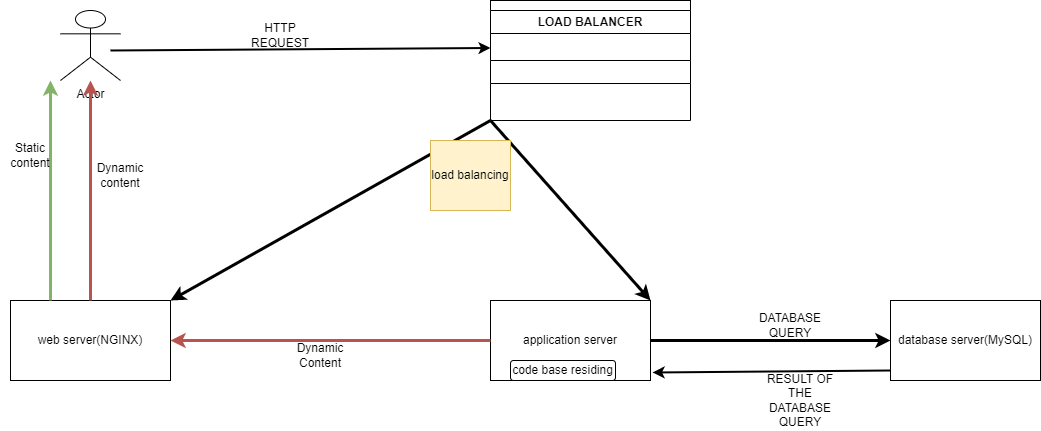 HTTP
REQUEST
LOAD BALANCER
Actor
Static
content
Dynamic
content
load balancing
web server(NGINX)
Dynamic
Content
application server
code base residing
DATABASE
QUERY
database server(MySQL)
RESULT OF
THE
DATABASE
QUERY